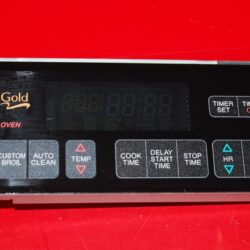 Gold
TIMER SET
OVEN
CUSTOM BROIL
AUTO CLEAN
TEMP
COOK TIME
DELAY START TIME
STOP TIME
HR